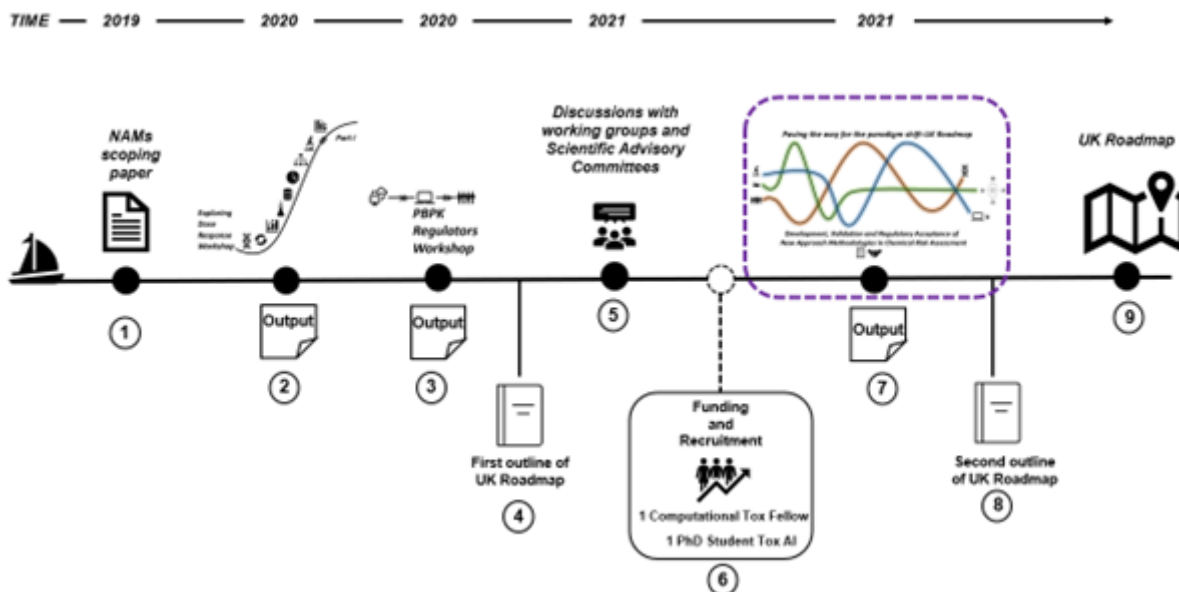 TIME
2019
2020
2020
2021
2021
NAMs
scoping
paper
1
Exploring
Dose
Response
Workshop
Part I
Output
2
PBPK
Regulators
Workshop
Output
3
First outline of
UK Roadmap
4
Discussions with
working groups and
Scientific Advisory
Committees
5
Funding
and
Recruitment
1 Computational Tox Fellow
1 PhD Student Tox AI
6
Paving the way for the paradigm shift-UK Roadmap
Development, Validation and Regulatory Acceptance of
New Approach Methodologies in Chemical Risk Assessment
Output
7
Second outline
of UK Roadmap
8
UK Roadmap
9